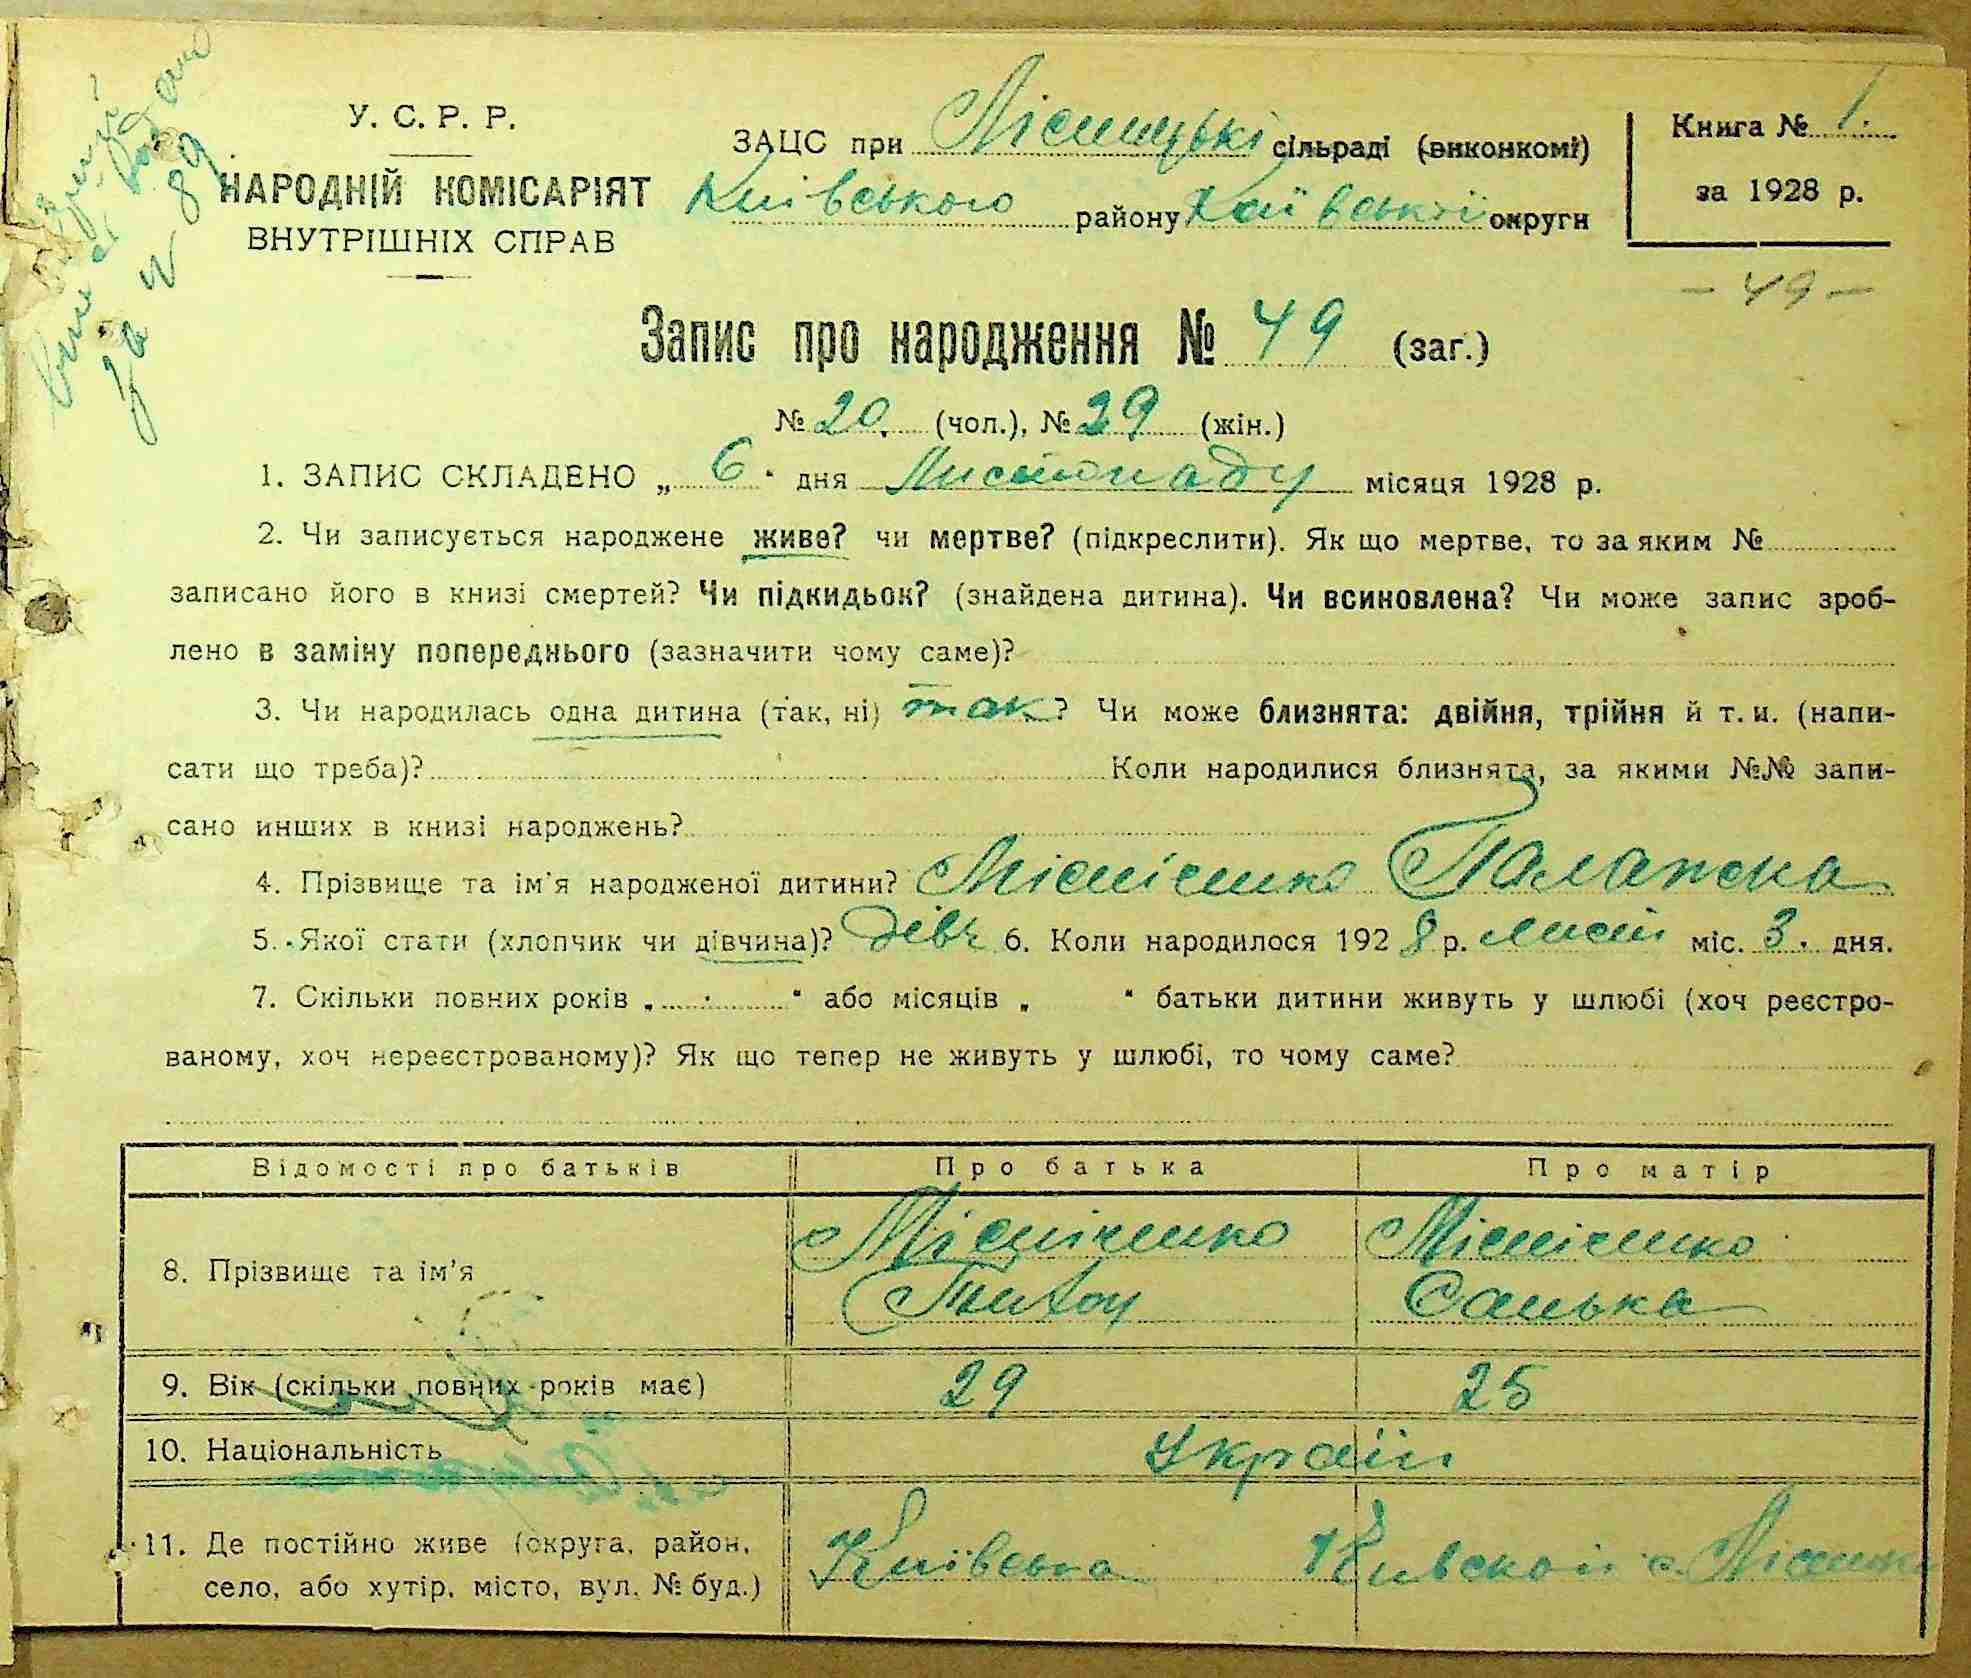 У. С. Р. Р.
НАРОДНІЙ КОМІСАРІЯТ
ВНУТРІШНІХ СПРАВ
за ч 89
ЗАЦС при Лісницькі сільраді (виконкомі)
Київського району Київської округи
Книга № 1.
за 1928 р.
– 49 –
Запис про народження № 49 (заг.)
№ 20. (чол.), № 29 (жін.)
1. ЗАПИС СКЛАДЕНО „ 6 " дня Листопаду місяця 1928 р.
2. Чи записується народжене живе? чи мертве? (підкреслити). Як що мертве, то за яким №
записано його в книзі смертей? Чи підкидьок? (знайдена дитина). Чи всиновлена? Чи може запис зроб-
лено в заміну попереднього (зазначити чому саме)?
3. Чи народилась одна дитина (так, ні) так? Чи може близнята: двійня, трійня й т. и. (напи-
сати що треба)? Коли народилися близнята, за якими №№ запи-
сано инших в книзі народжень?
4. Прізвище та ім'я народженої дитини? Палажка
5. Якої стати (хлопчик чи дівчина)? дівч 6. Коли народилося 1928 р. лист міс. 3. дня.
7. Скільки повних років „ " або місяців „ " батьки дитини живуть у шлюбі (хоч реєстро-
ваному, хоч нереєстрованому)? Як що тепер не живуть у шлюбі, то чому саме?
Відомості про батьків Про батька Про матір
8. Прізвище та ім'я
Санька
9. Вік (скільки повних років має) 29 25
10. Національність Україн
11. Де постійно живе (округа, район,
село, або хутір, місто, вул. № буд.) Київська Київской с.